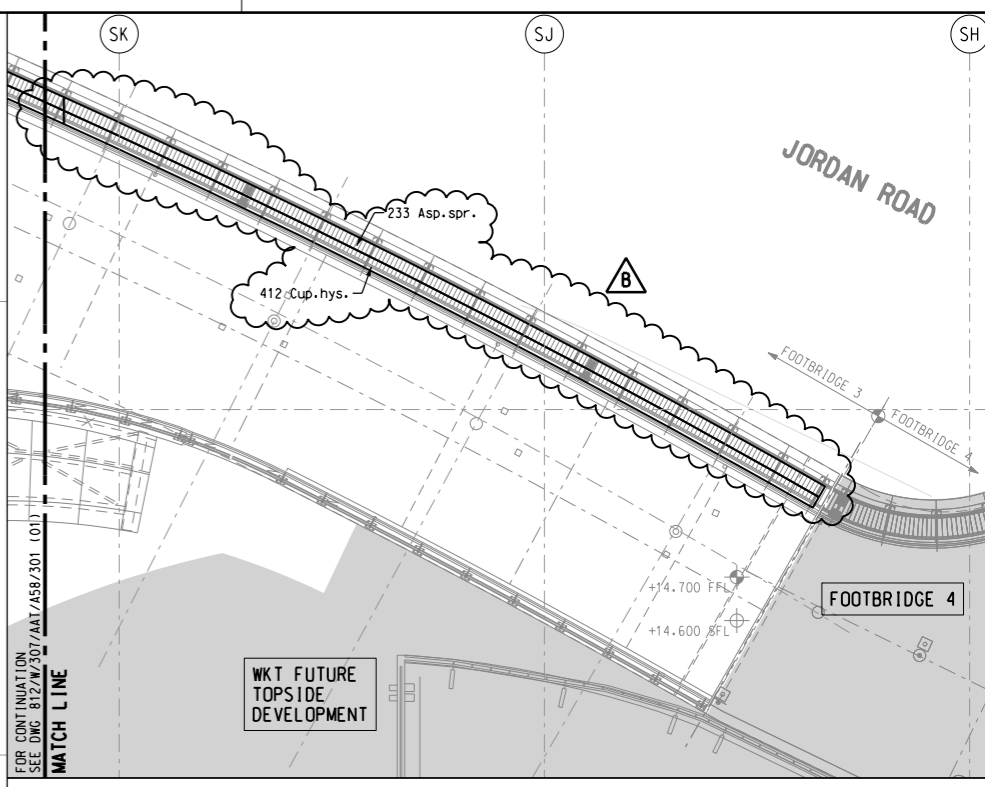 SK
SJ
SH
JORDAN ROAD
233 Asp.spr.
412 Cup.hys.
B
FOOTBRIDGE 3
FOOTBRIDGE 4
+14.700 FFL
+14.600 SFL
FOOTBRIDGE 4
WKT FUTURE
TOPSIDE
DEVELOPMENT
FOR CONTINUATION
SEE DWG 812/W/307/AAT/A58/301 (01)
MATCH LINE